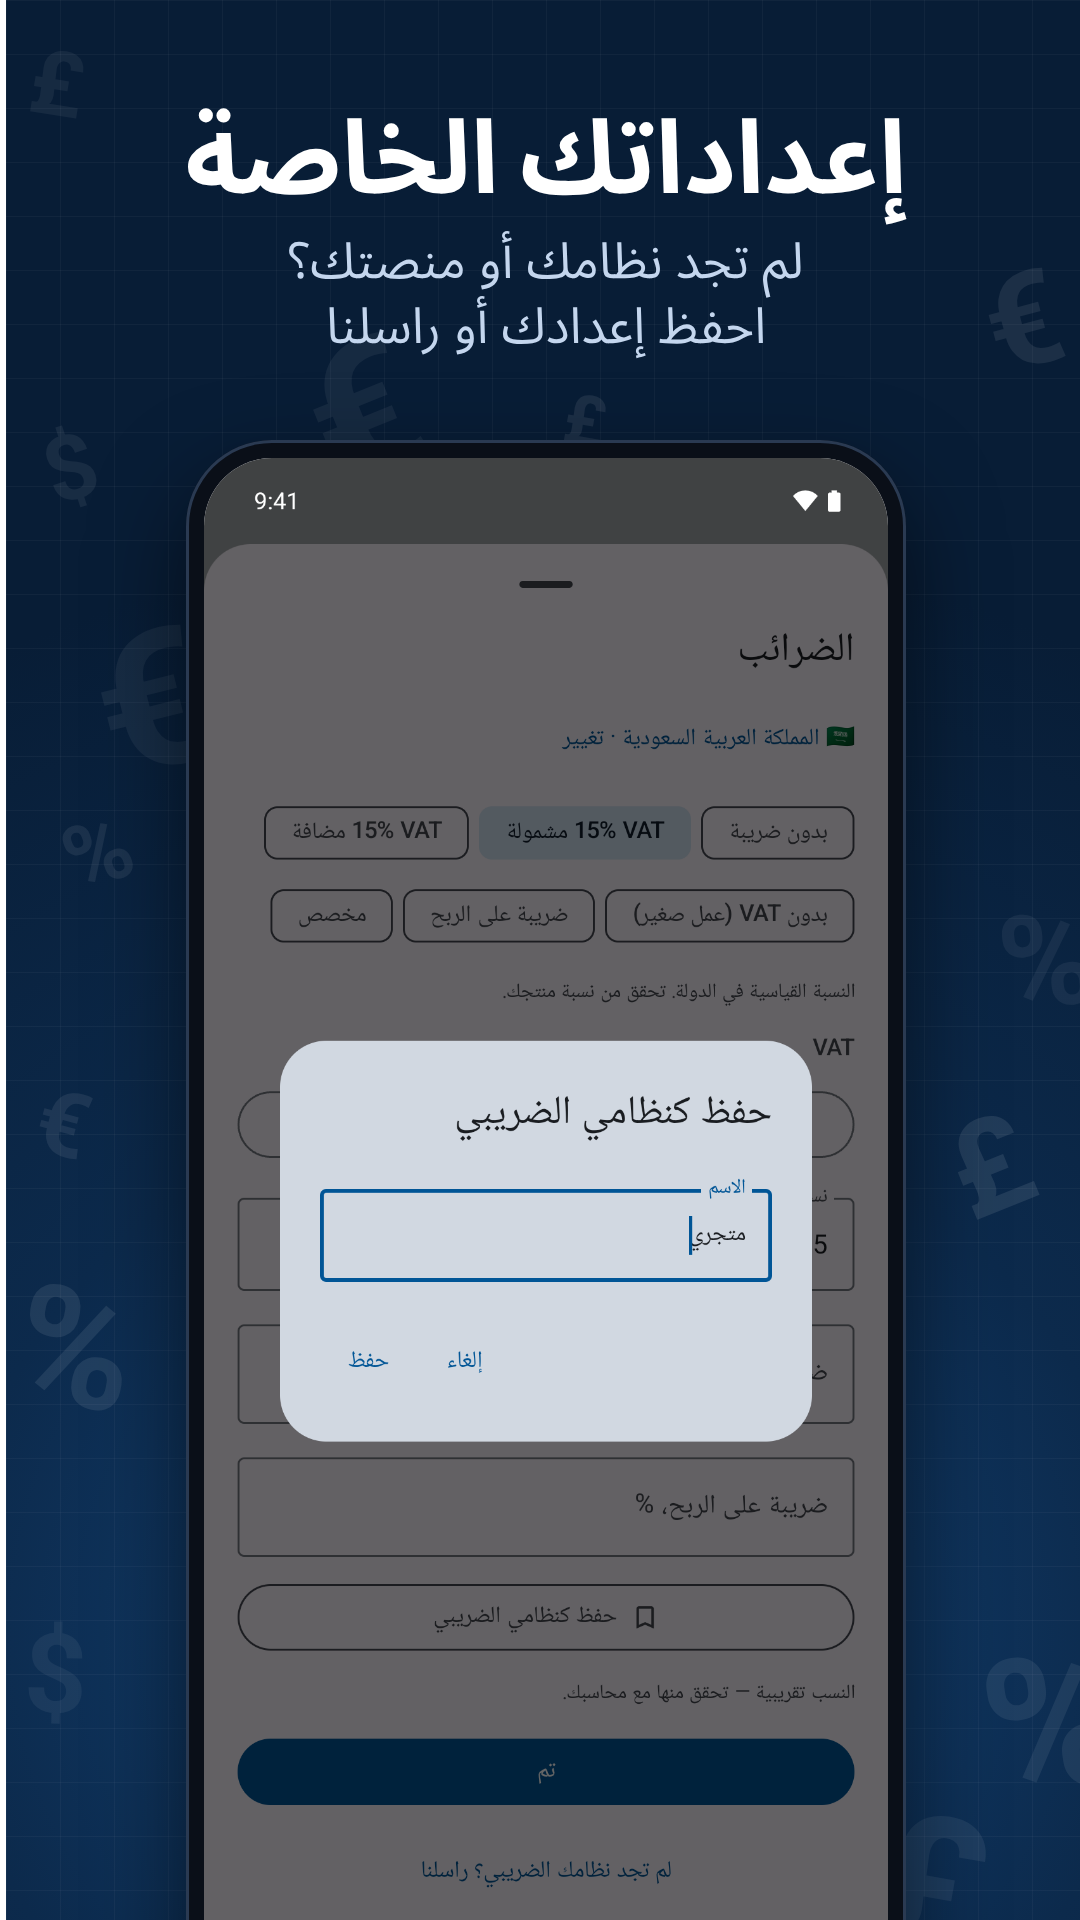 إعداداتك الخاصة
لم تجد نظامك أو منصتك؟
احفظ إعدادك أو راسلنا
9:41
الضرائب
المملكة العربية السعودية · تغيير
بدون ضريبة
15% VAT مشمولة
15% VAT مضافة
بدون VAT (عمل صغير)
ضريبة على الربح
مخصص
النسبة القياسية في الدولة. تحقق من نسبة منتجك.
VAT
حفظ كنظامي الضريبي
الاسم
متجري
إلغاء
حفظ
5
ضريبة على الربح، %
حفظ كنظامي الضريبي
النسب تقريبية — تحقق منها مع محاسبك.
تم
لم تجد نظامك الضريبي؟ راسلنا